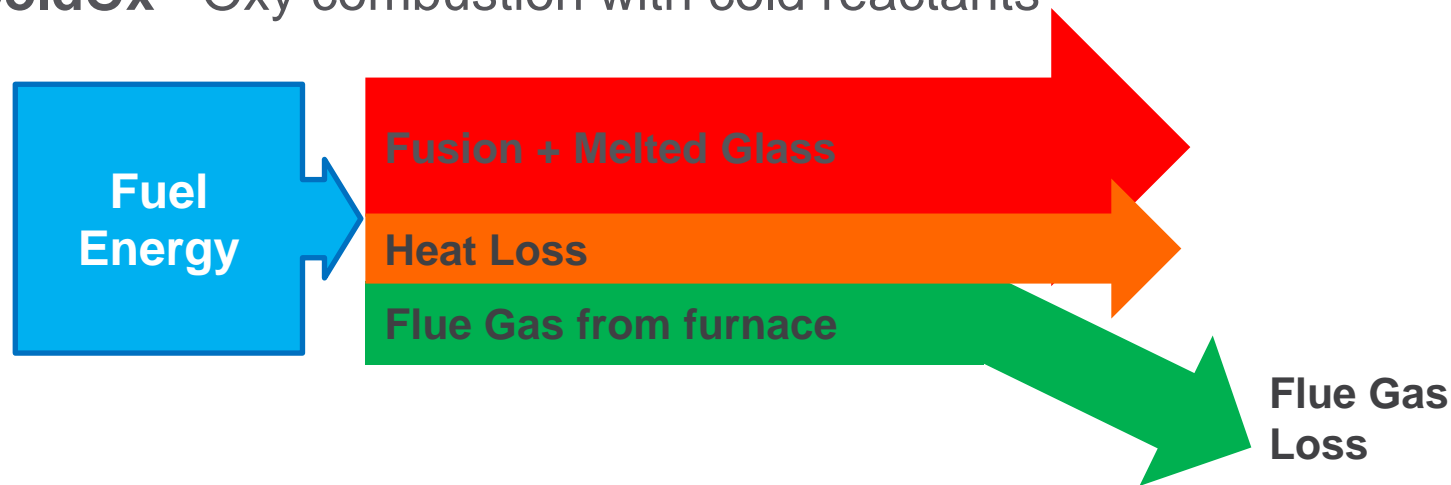 ColdOx Oxy combustion with cold reactants
Fusion + Melted Glass
Fuel
Energy
Heat Loss
Flue Gas from furnace
Flue Gas
Loss